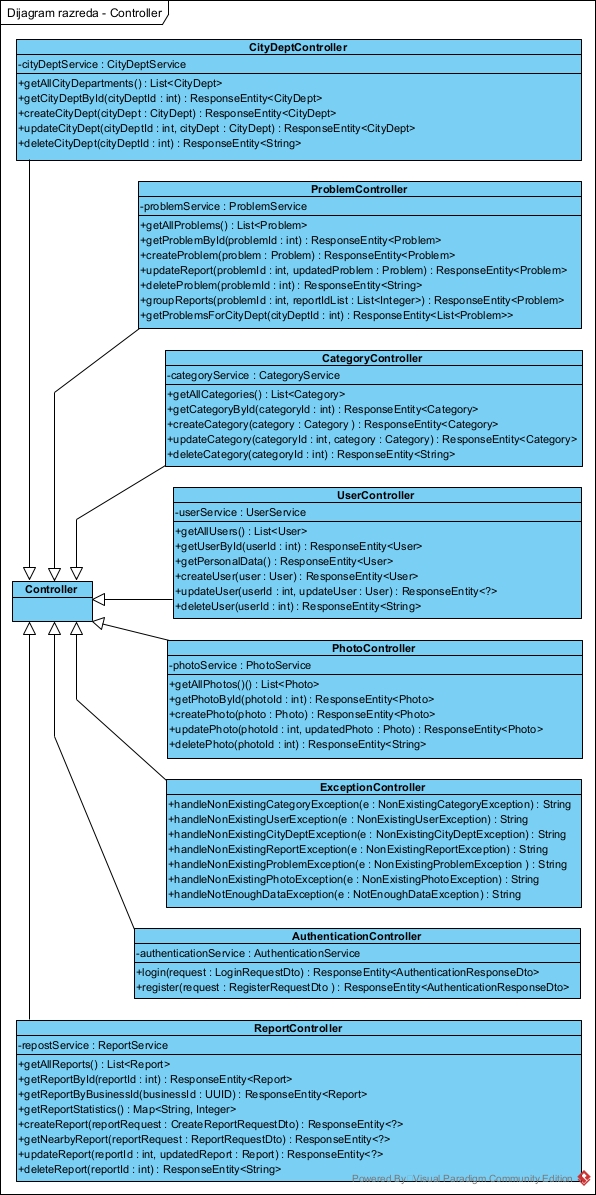 Dijagram razreda - Controller
CityDeptController
-cityDeptService : CityDeptService
+getAllCityDepartments() : List<CityDept>
+getCityDeptById(cityDeptId : int) : ResponseEntity<CityDept>
+createCityDept(cityDept : CityDept) : ResponseEntity<CityDept>
+updateCityDept(cityDeptId : int, cityDept : CityDept) : ResponseEntity<CityDept>
+deleteCityDept(cityDeptId : int) : ResponseEntity<String>
ProblemController
-problemService : ProblemService
+getAllProblems() : List<Problem>
+getProblemById(problemId : int) : ResponseEntity<Problem>
+createProblem(problem : Problem) : ResponseEntity<Problem>
+updateReport(problemId : int, updatedProblem : Problem) : ResponseEntity<Problem>
+deleteProblem(problemId : int) : ResponseEntity<String>
+groupReports(problemId : int, reportIdList : List<Integer>) : ResponseEntity<Problem>
+getProblemsForCityDept(cityDeptId : int) : ResponseEntity<List<Problem>>
CategoryController
-categoryService : CategoryService
+getAllCategories() : List<Category>
+getCategoryById(categoryId : int) : ResponseEntity<Category>
+createCategory(category : Category ) : ResponseEntity<Category>
+updateCategory(categoryId : int, category : Category) : ResponseEntity<Category>
+deleteCategory(categoryId : int) : ResponseEntity<String>
UserController
-userService : UserService
+getAllUsers() : List<User>
+getUserById(userId : int) : ResponseEntity<User>
+getPersonalData() : ResponseEntity<User>
+createUser(user : User) : ResponseEntity<User>
+updateUser(userId : int, updateUser : User) : ResponseEntity<?>
+deleteUser(userId : int) : ResponseEntity<String>
Controller
PhotoController
-photoService : PhotoService
+getAllPhotos()() : List<Photo>
+getPhotoById(photoId : int) : ResponseEntity<Photo>
+createPhoto(photo : Photo) : ResponseEntity<Photo>
+updatePhoto(photoId : int, updatedPhoto : Photo) : ResponseEntity<Photo>
+deletePhoto(photoId : int) : ResponseEntity<String>
ExceptionController
+handleNonExistingCategoryException(e : NonExistingCategoryException) : String
+handleNonExistingUserException(e : NonExistingUserException) : String
+handleNonExistingCityDeptException(e : NonExistingCityDeptException) : String
+handleNonExistingReportException(e : NonExistingReportException) : String
+handleNonExistingProblemException(e : NonExistingProblemException ) : String
+handleNonExistingPhotoException(e : NonExistingPhotoException) : String
+handleNotEnoughDataException(e : NotEnoughDataException) : String
AuthenticationController
-authenticationService : AuthenticationService
+login(request : LoginRequestDto) : ResponseEntity<AuthenticationResponseDto>
+register(request : RegisterRequestDto ) : ResponseEntity<AuthenticationResponseDto>
ReportController
-repostService : ReportService
+getAllReports() : List<Report>
+getReportById(reportId : int) : ResponseEntity<Report>
+getReportByBusinessId(businessId : UUID) : ResponseEntity<Report>
+getReportStatistics() : Map<String, Integer>
+createReport(reportRequest : CreateReportRequestDto) : ResponseEntity<?>
+getNearbyReport(reportRequest : ReportRequestDto) : ResponseEntity<?>
+updateReport(reportId : int, updatedReport : Report) : ResponseEntity<?>
+deleteReport(reportId : int) : ResponseEntity<String>
Powered By Visual Paradigm Community Edition